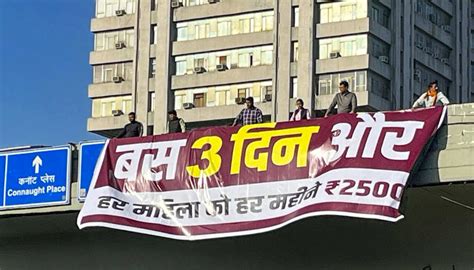 बस 3 दिन और
हर महिला को हर महीने ₹2500
कनॉट प्लेस
Connaught Place